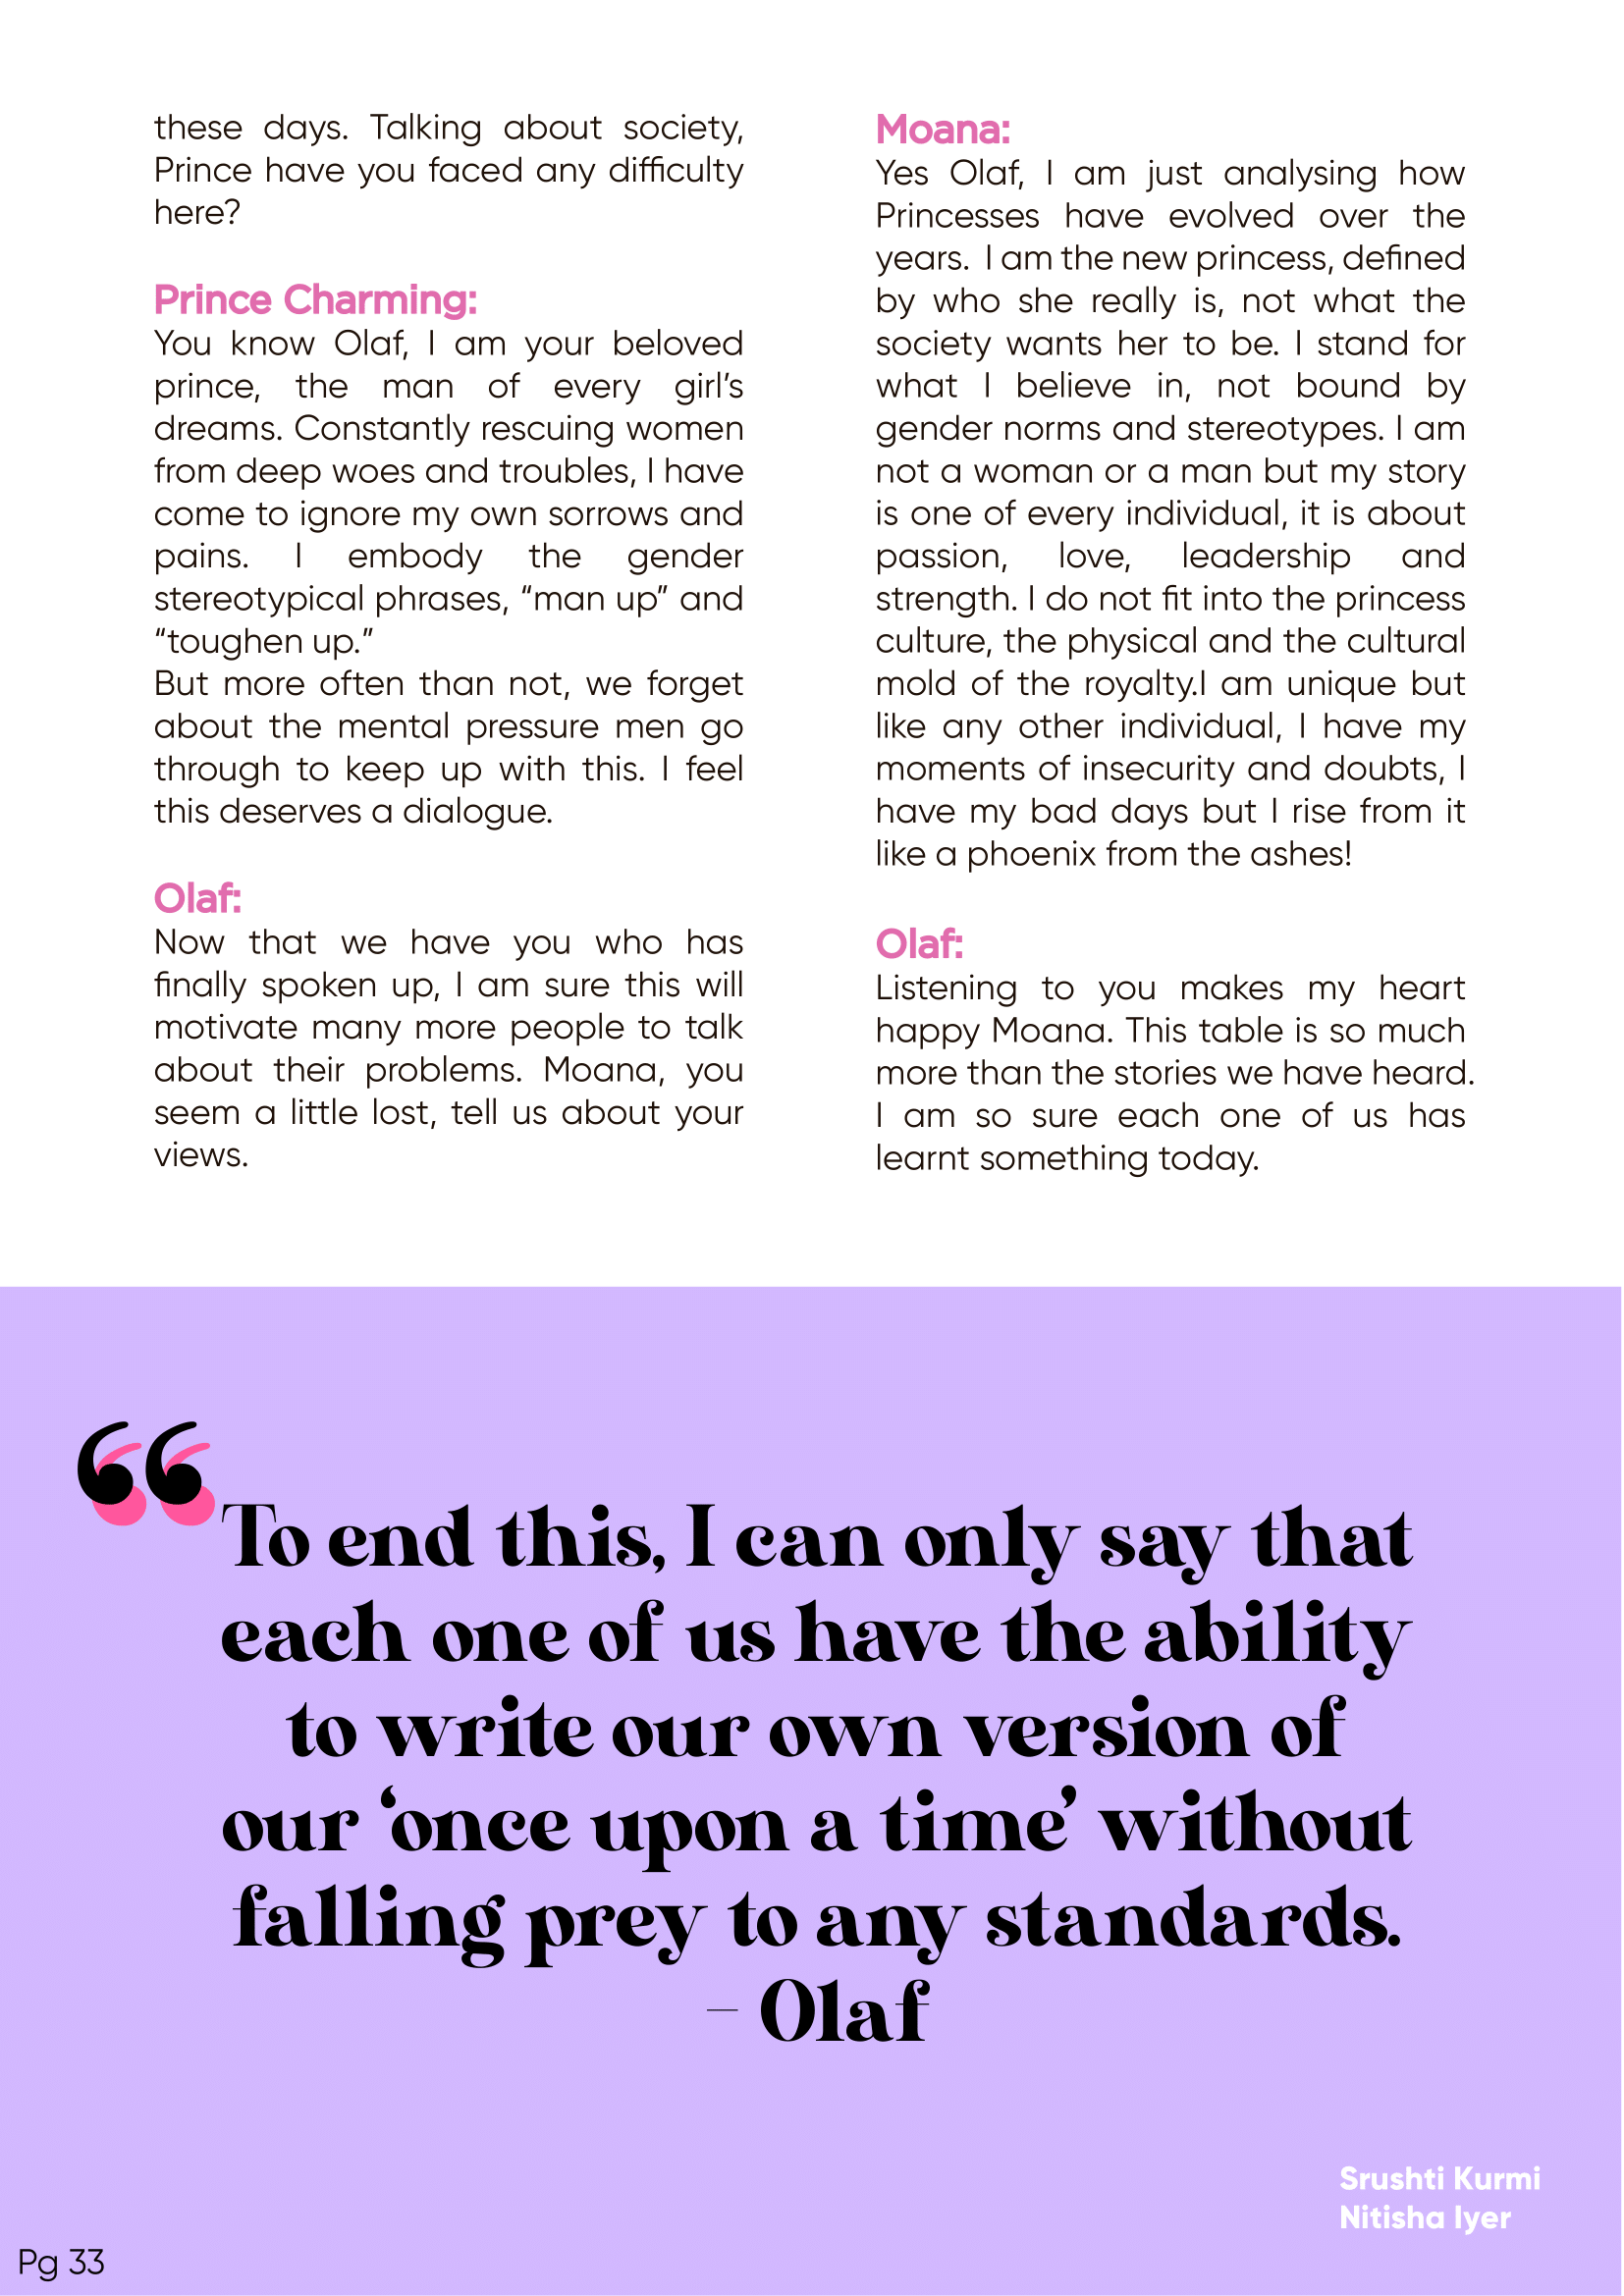 these days. Talking about society,
Prince have you faced any difficulty
here?
Prince Charming:
You know Olaf, I am your beloved
prince, the man of every girl’s
dreams. Constantly rescuing women
from deep woes and troubles, I have
come to ignore my own sorrows and
pains. I embody the gender
stereotypical phrases, “man up” and
“toughen up.”
But more often than not, we forget
about the mental pressure men go
through to keep up with this. I feel
this deserves a dialogue.
Olaf:
Now that we have you who has
finally spoken up, I am sure this will
motivate many more people to talk
about their problems. Moana, you
seem a little lost, tell us about your
views.
Moana:
Yes Olaf, I am just analysing how
Princesses have evolved over the
years. I am the new princess, defined
by who she really is, not what the
society wants her to be. I stand for
what I believe in, not bound by
gender norms and stereotypes. I am
not a woman or a man but my story
is one of every individual, it is about
passion, love, leadership and
strength. I do not fit into the princess
culture, the physical and the cultural
mold of the royalty.I am unique but
like any other individual, I have my
moments of insecurity and doubts, I
have my bad days but I rise from it
like a phoenix from the ashes!
Olaf:
Listening to you makes my heart
happy Moana. This table is so much
more than the stories we have heard.
I am so sure each one of us has
learnt something today.
“To end this, I can only say that
each one of us have the ability
to write our own version of
our ‘once upon a time’ without
falling prey to any standards.
– Olaf
Srushti Kurmi
Nitisha Iyer
Pg 33